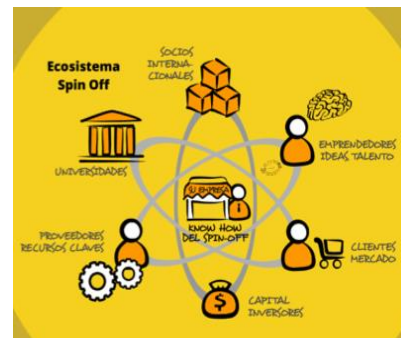 Ecosistema
Spin Off
SOCIOS
INTERNA-
CIONALES
EMPRENDEDORES
IDEAS TALENTO
UNIVERSIDADES
SU EMPRESA
KNOW HOW
DEL SPIN-OFF
PROVEEDORES
RECURSOS CLAVES
CLIENTES
MERCADO
$
CAPITAL
INVERSORES